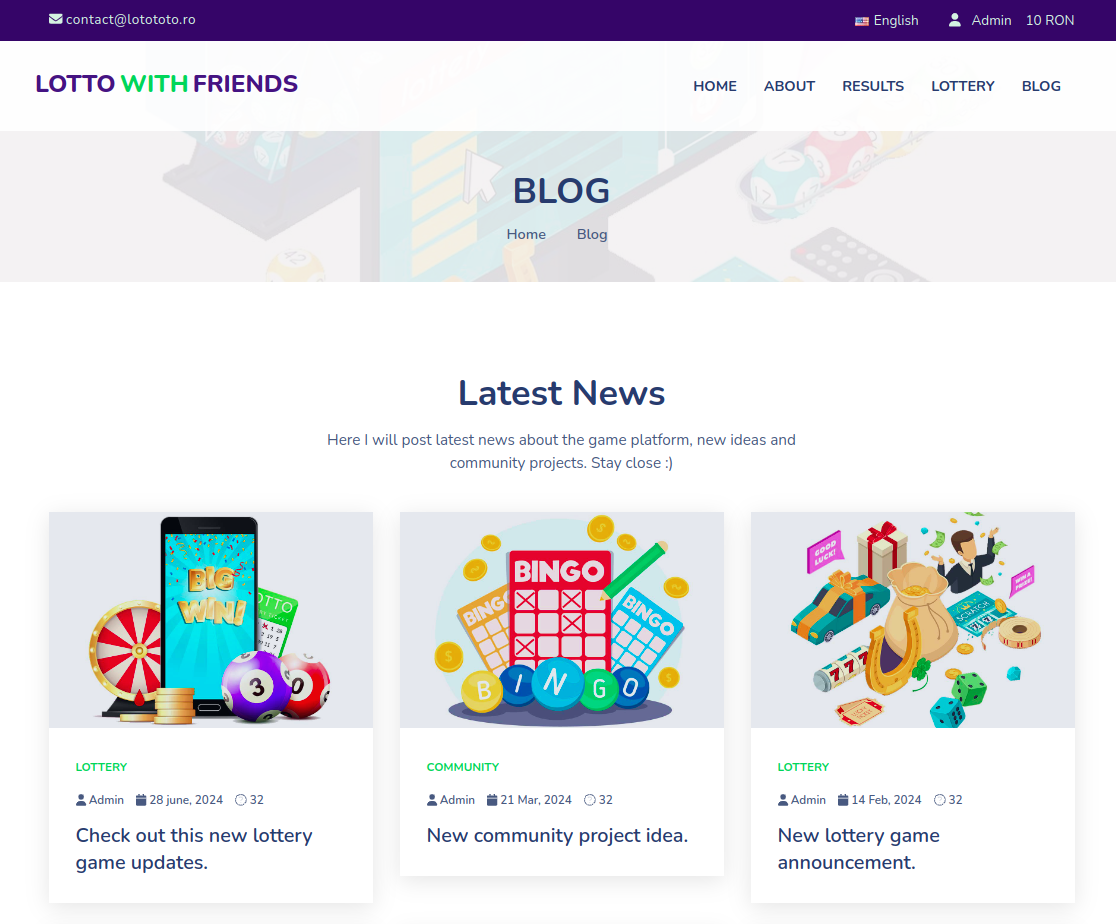 contact@lotototo.ro
English Admin 10 RON
LOTTO WITH FRIENDS
HOME ABOUT RESULTS LOTTERY BLOG
BLOG
Home Blog
Latest News
Here I will post latest news about the game platform, new ideas and
community projects. Stay close :)
BIG
WIN!
3
0
BINGO
BINGO
BINGO
B I N G O
GOOD
LUCK!
SCRATCH
777
LOTTERY
Admin 28 june, 2024 32
Check out this new lottery
game updates.
COMMUNITY
Admin 21 Mar, 2024 32
New community project idea.
LOTTERY
Admin 14 Feb, 2024 32
New lottery game
announcement.